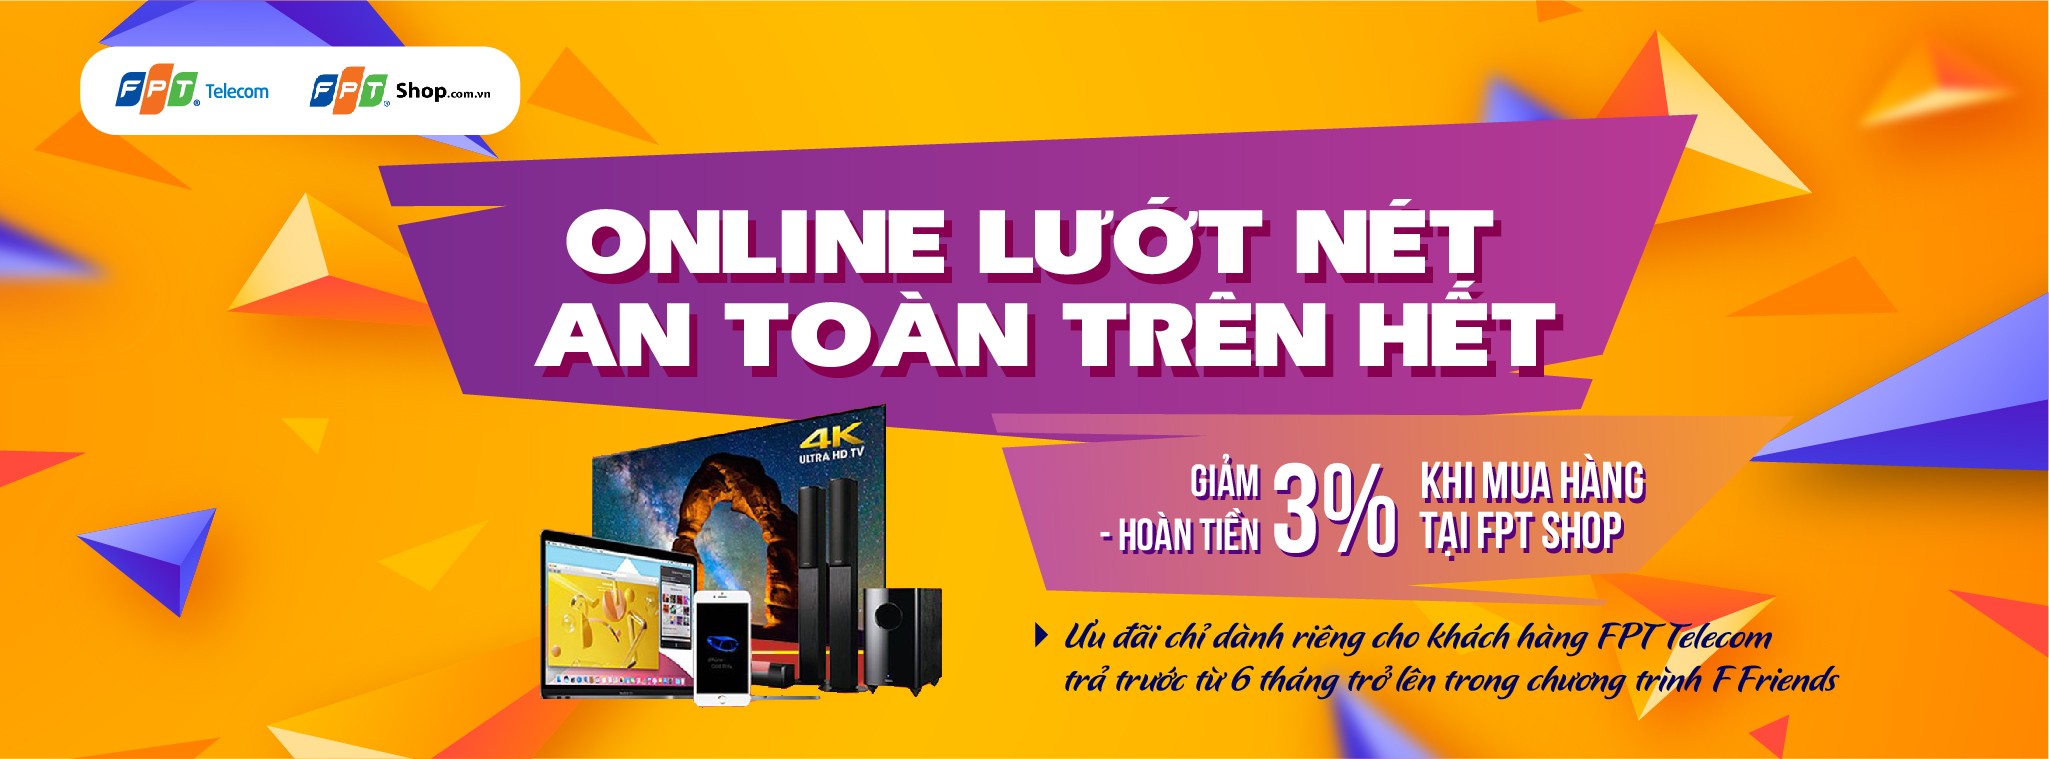 FPT Telecom
FPT Shop.com.vn
ONLINE LƯỚT NÉT
AN TOÀN TRÊN HẾT
4K
ULTRA HD TV
GIẢM
- HOÀN TIỀN
3%
KHI MUA HÀNG
TẠI FPT SHOP
Ưu đãi chỉ dành riêng cho khách hàng FPT Telecom
trả trước từ 6 tháng trở lên trong chương trình F Friends